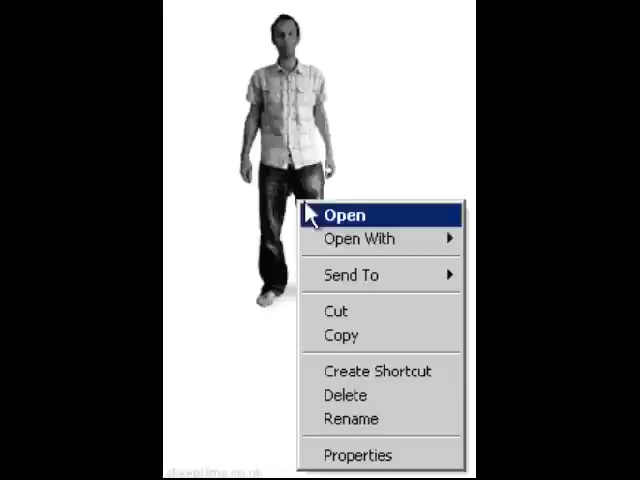 Open
Open With
Send To
Cut
Copy
Create Shortcut
Delete
Rename
Properties